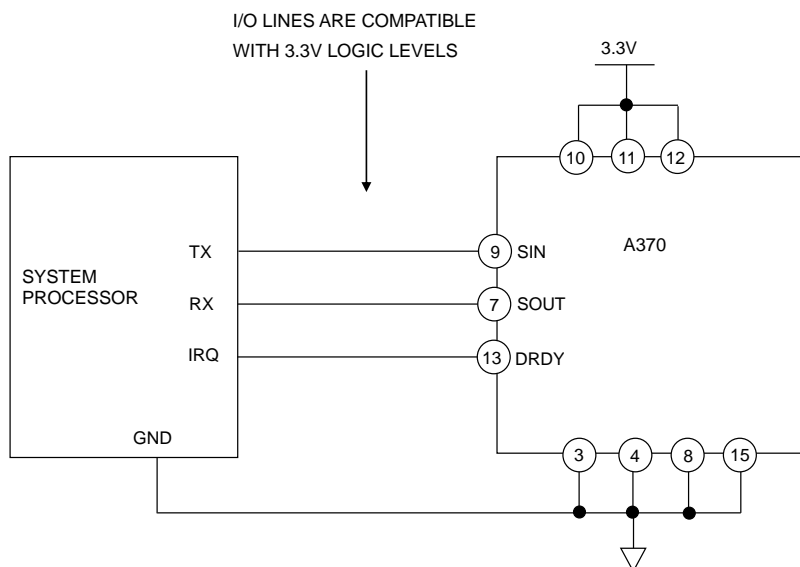 I/O LINES ARE COMPATIBLE
WITH 3.3V LOGIC LEVELS
3.3V
10 11 12
A370
SYSTEM
PROCESSOR
TX 9 SIN
RX 7 SOUT
IRQ 13 DRDY
GND
3 4 8 15